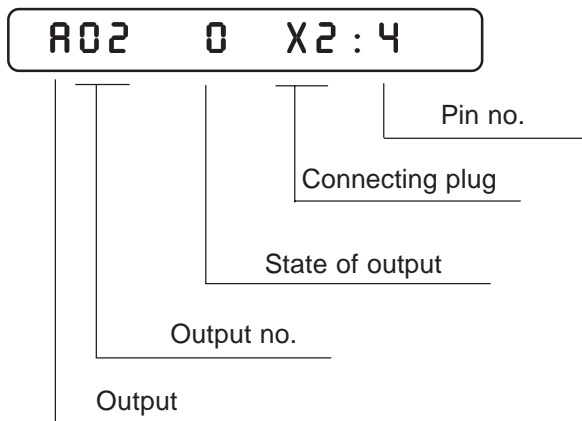 A02 0 X2:4
Pin no.
Connecting plug
State of output
Output no.
Output